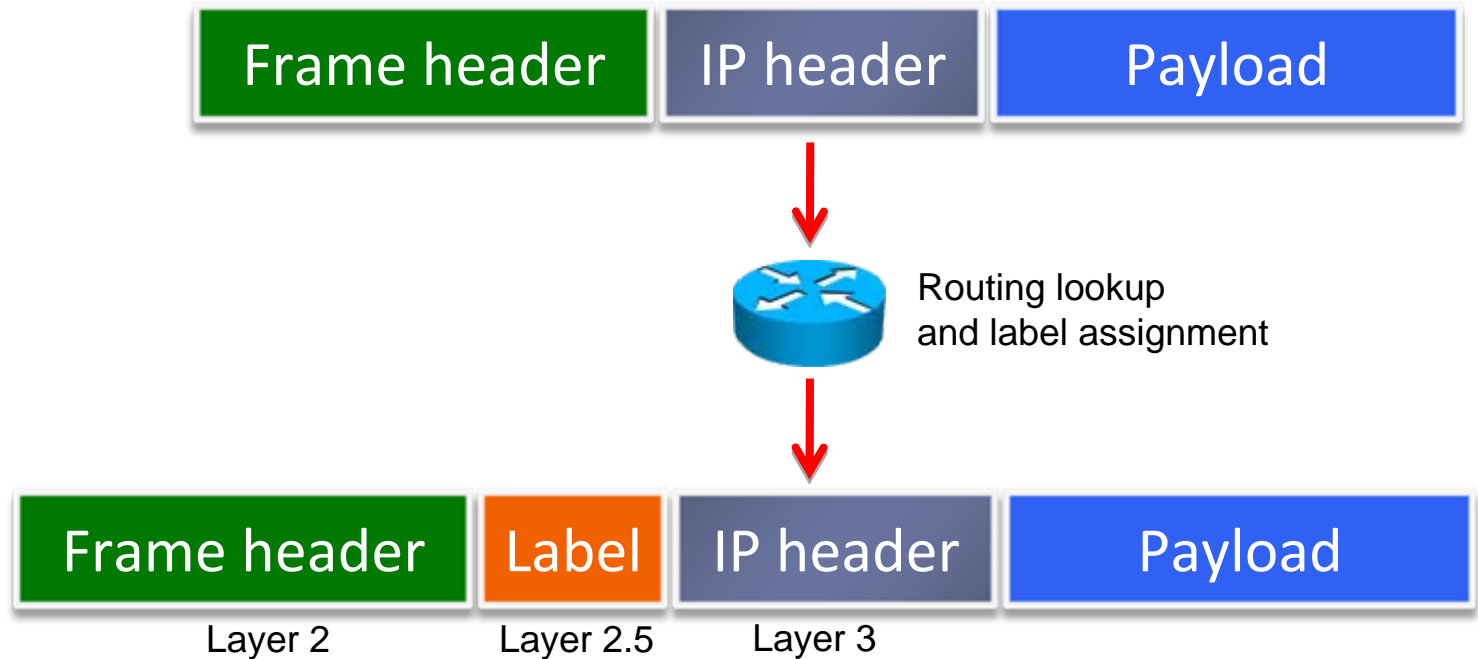 Frame header IP header Payload
Routing lookup
and label assignment
Frame header Label IP header Payload
Layer 2 Layer 2.5 Layer 3